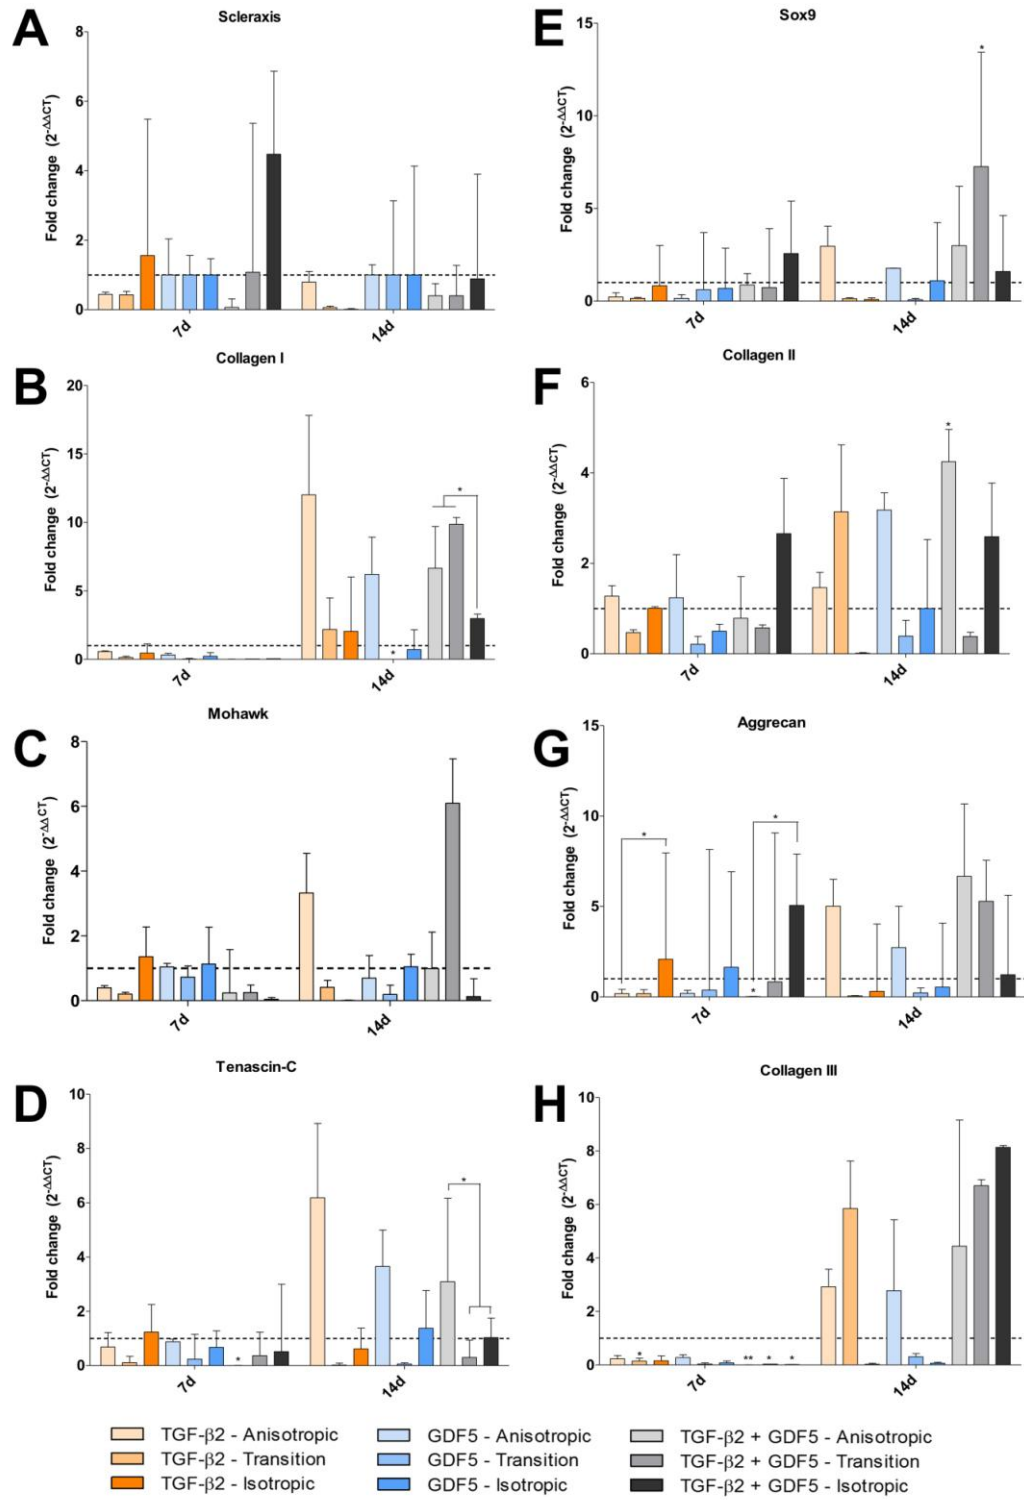 A
Scleraxis
Fold change (2-ΔΔCT)
8
6
4
2
0
7d
14d
E
Sox9
Fold change (2-ΔΔCT)
15
10
5
0
*
7d
14d
B
Collagen I
Fold change (2-ΔΔCT)
20
15
10
5
0
*
*
7d
14d
F
Collagen II
Fold change (2-ΔΔCT)
6
4
2
0
*
7d
14d
C
Mohawk
Fold change (2-ΔΔCT)
8
6
4
2
0
7d
14d
G
Aggrecan
Fold change (2-ΔΔCT)
15
10
5
0
*
*
*
7d
14d
D
Tenascin-C
Fold change (2-ΔΔCT)
10
8
6
4
2
0
*
*
7d
14d
H
Collagen III
Fold change (2-ΔΔCT)
10
8
6
4
2
0
* ** * *
7d
14d
TGF-β2 - Anisotropic
TGF-β2 - Transition
TGF-β2 - Isotropic
GDF5 - Anisotropic
GDF5 - Transition
GDF5 - Isotropic
TGF-β2 + GDF5 - Anisotropic
TGF-β2 + GDF5 - Transition
TGF-β2 + GDF5 - Isotropic